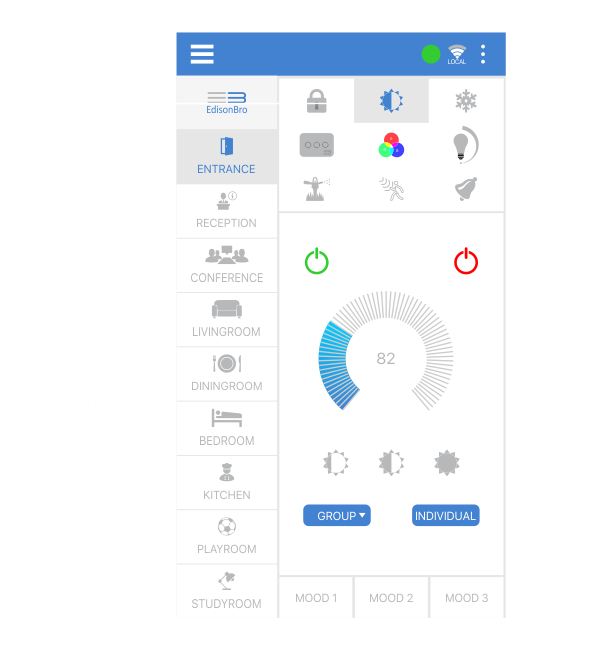 LOCAL
EdisonBro
ENTRANCE
RECEPTION
CONFERENCE
LIVINGROOM
DININGROOM
BEDROOM
KITCHEN
PLAYROOM
STUDYROOM
82
GROUP
INDIVIDUAL
MOOD 1
MOOD 2
MOOD 3